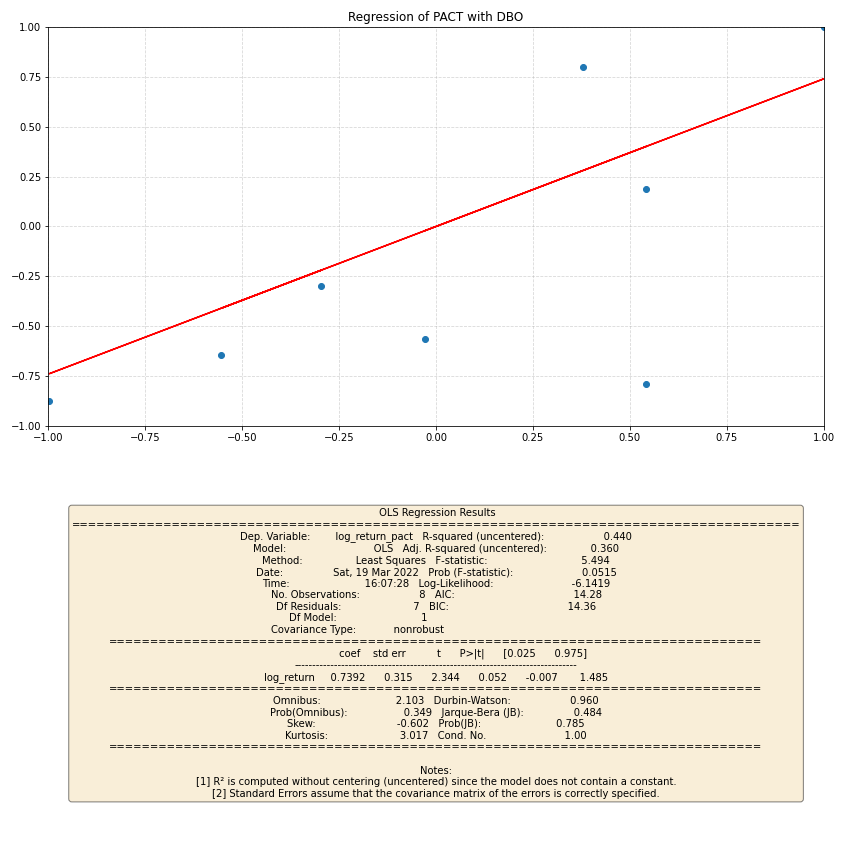 Regression of PACT with DBO
1.00
0.75
0.50
0.25
0.00
−0.25
−0.50
−0.75
−1.00
−1.00 −0.75 −0.50 −0.25 0.00 0.25 0.50 0.75 1.00
OLS Regression Results
==============================================================================
Dep. Variable: log_return_pact R-squared (uncentered): 0.440
Model: OLS Adj. R-squared (uncentered): 0.360
Method: Least Squares F-statistic: 5.494
Date: Sat, 19 Mar 2022 Prob (F-statistic): 0.0515
Time: 16:07:28 Log-Likelihood: -6.1419
No. Observations: 8 AIC: 14.28
Df Residuals: 7 BIC: 14.36
Df Model: 1
Covariance Type: nonrobust
==============================================================================
coef std err t P>|t| [0.025 0.975]
------------------------------------------------------------------------------
log_return 0.7392 0.315 2.344 0.052 -0.007 1.485
==============================================================================
Omnibus: 2.103 Durbin-Watson: 0.960
Prob(Omnibus): 0.349 Jarque-Bera (JB): 0.484
Skew: -0.602 Prob(JB): 0.785
Kurtosis: 3.017 Cond. No. 1.00
==============================================================================
Notes:
[1] R² is computed without centering (uncentered) since the model does not contain a constant.
[2] Standard Errors assume that the covariance matrix of the errors is correctly specified.